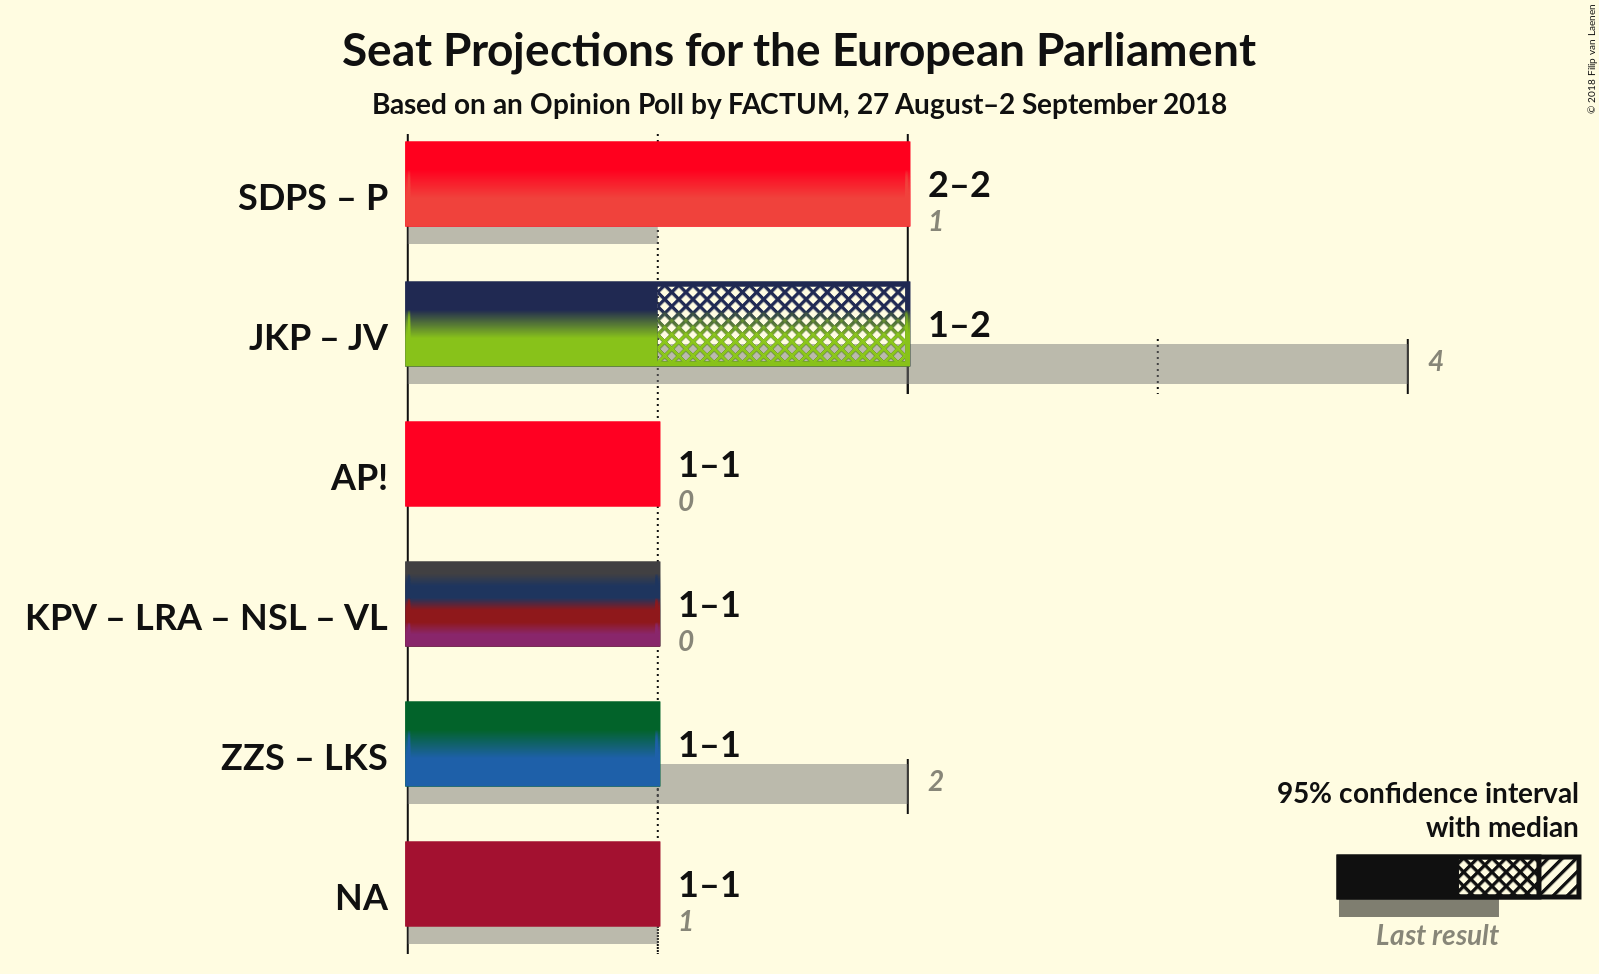 Seat Projections for the European Parliament
Based on an Opinion Poll by FACTUM, 27 August–2 September 2018
© 2018 Filip van Laenen
SDPS – P
2–2
1
JKP – JV
1–2
4
AP!
1–1
0
KPV – LRA – NSL – VL
1–1
0
ZZS – LKS
1–1
2
NA
1–1
1
95% confidence interval
with median
Last result